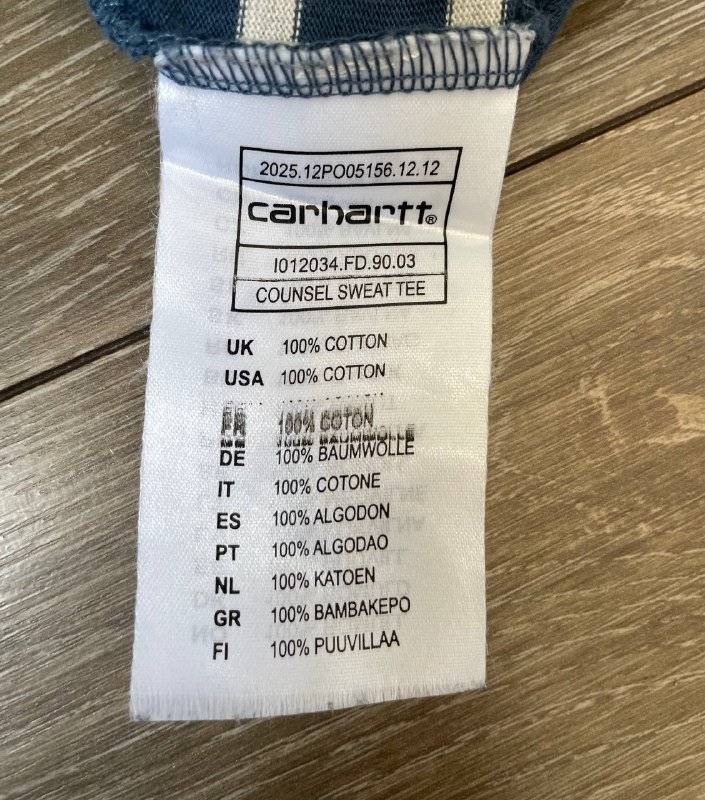 2025.12PO05156.12.12
carhartt®
I012034.FD.90.03
COUNSEL SWEAT TEE
UK 100% COTTON
USA 100% COTTON
FR 100% COTON
DE 100% BAUMWOLLE
IT 100% COTONE
ES 100% ALGODON
PT 100% ALGODAO
NL 100% KATOEN
GR 100% BAMBAKEPO
FI 100% PUUVILLAA